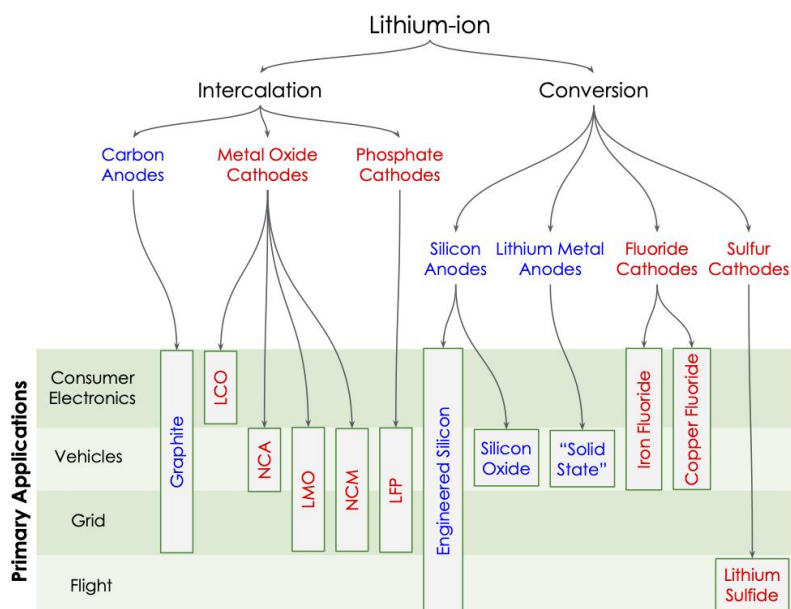 Lithium-ion
Intercalation
Conversion
Carbon
Anodes
Metal Oxide
Cathodes
Phosphate
Cathodes
Silicon
Anodes
Lithium Metal
Anodes
Fluoride
Cathodes
Sulfur
Cathodes
Primary Applications
Consumer
Electronics
Vehicles
Grid
Flight
Graphite
LCO
NCA
LMO
NCM
LFP
Engineered Silicon
Silicon
Oxide
“Solid
State”
Iron Fluoride
Copper Fluoride
Lithium
Sulfide